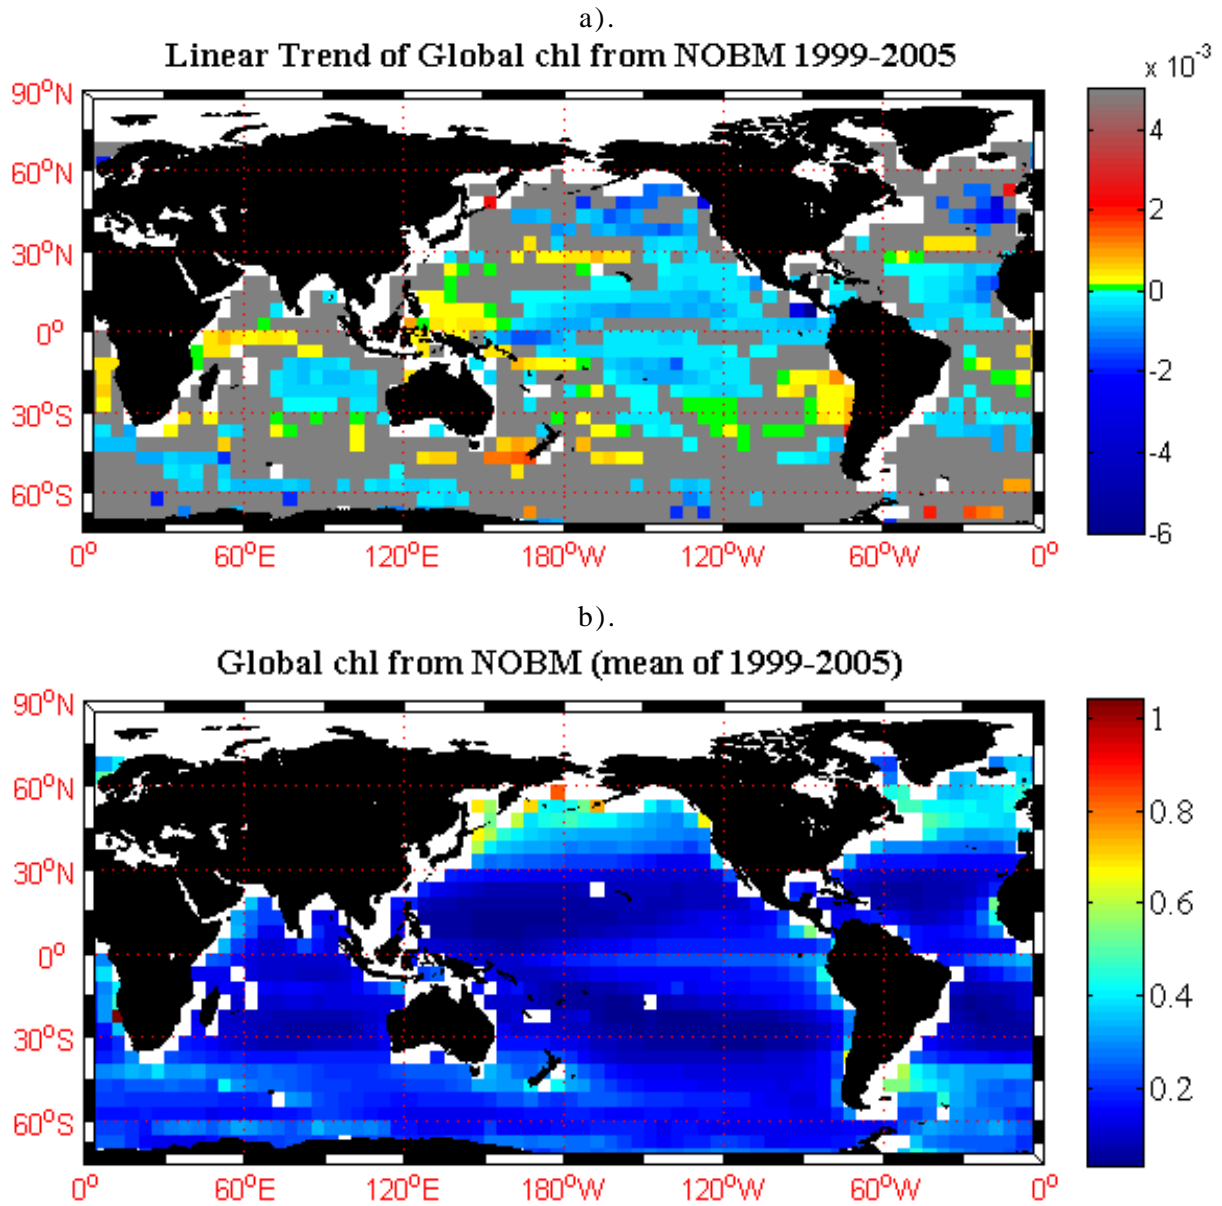 a).
Linear Trend of Global chl from NOBM 1999-2005
x 10⁻³
90°N
60°N
30°N
0°
30°S
60°S
0°
60°E
120°E
180°W
120°W
60°W
0°
4
2
0
-2
-4
-6
b).
Global chl from NOBM (mean of 1999-2005)
90°N
60°N
30°N
0°
30°S
60°S
0°
60°E
120°E
180°W
120°W
60°W
0°
1
0.8
0.6
0.4
0.2